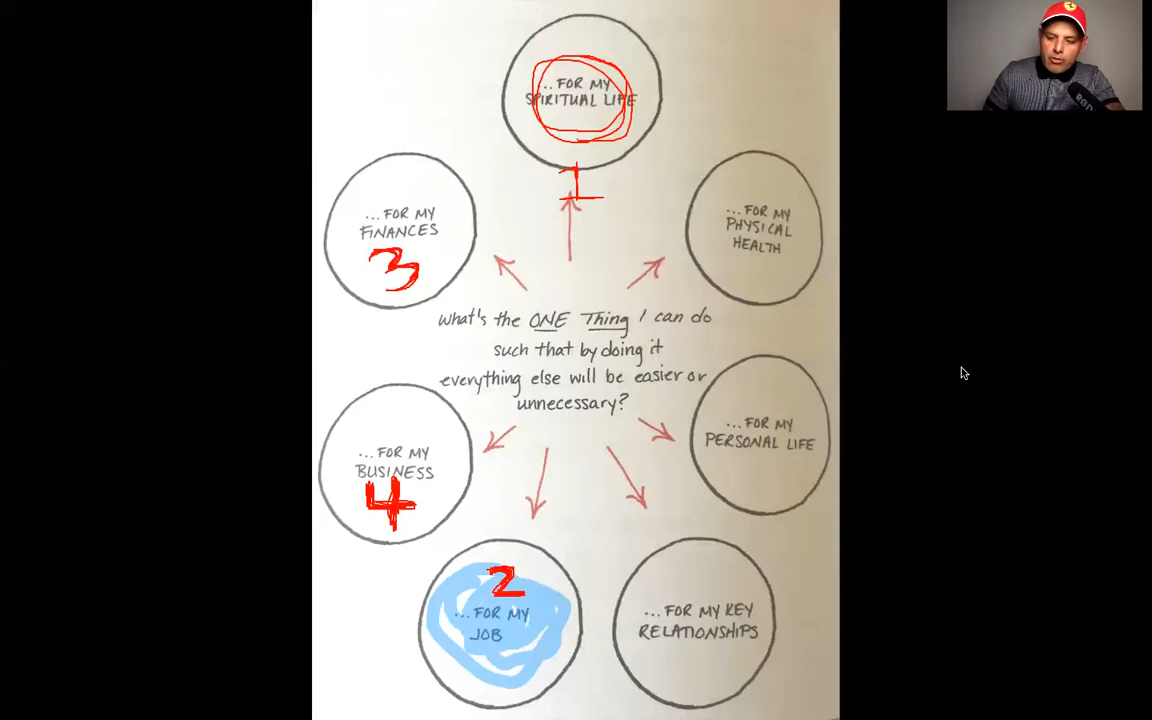 ...FOR MY
SPIRITUAL LIFE
1
...FOR MY
FINANCES
3
...FOR MY
PHYSICAL
HEALTH
What's the ONE Thing I can do
such that by doing it
everything else will be easier or
unnecessary?
...FOR MY
BUSINESS
4
...FOR MY
PERSONAL LIFE
2
...FOR MY
JOB
...FOR MY KEY
RELATIONSHIPS